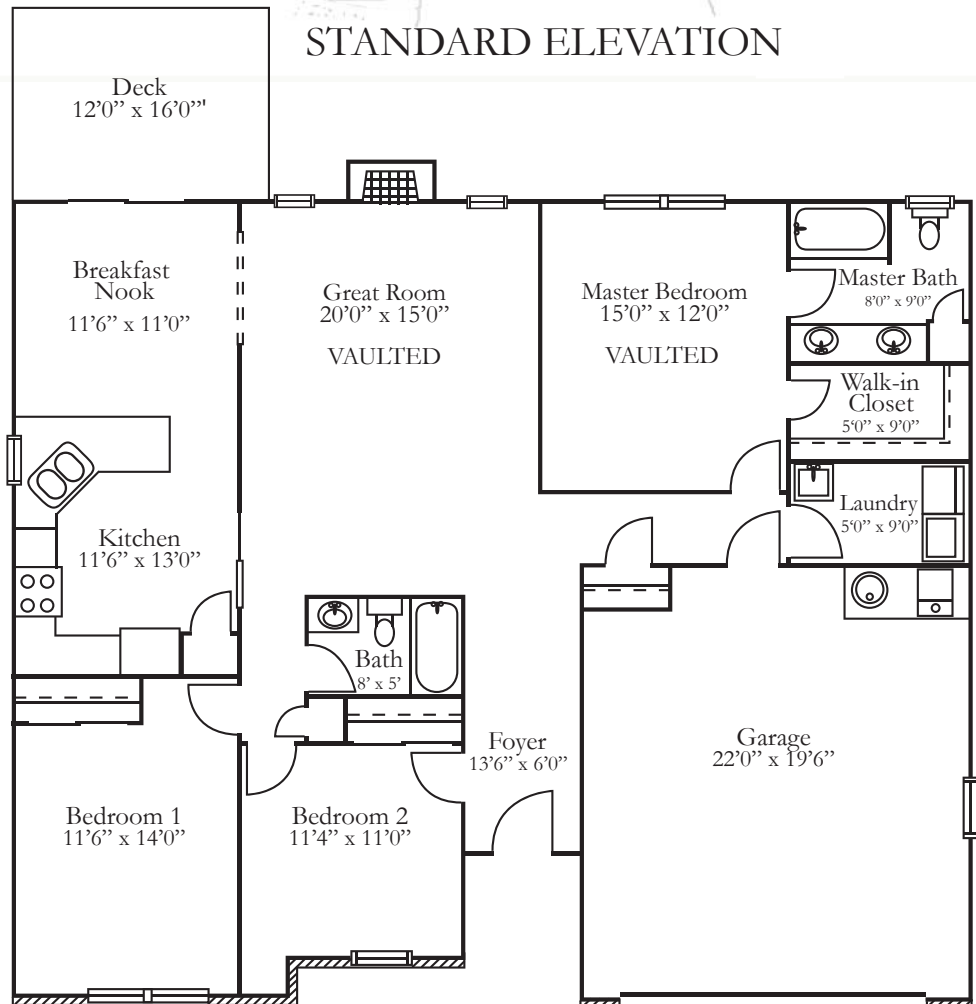 STANDARD ELEVATION
Deck
12’0” x 16’0”'
Breakfast
Nook
11’6” x 11’0”
Great Room
20’0” x 15’0”
VAULTED
Master Bedroom
15’0” x 12’0”
VAULTED
Master Bath
8’0” x 9’0”
Walk-in
Closet
5‘0” x 9’0”
Laundry
5‘0” x 9’0”
Kitchen
11’6” x 13’0”
Bath
8’ x 5’
Foyer
13’6” x 6’0”
Garage
22’0” x 19’6”
Bedroom 1
11’6” x 14’0”
Bedroom 2
11’4” x 11’0”